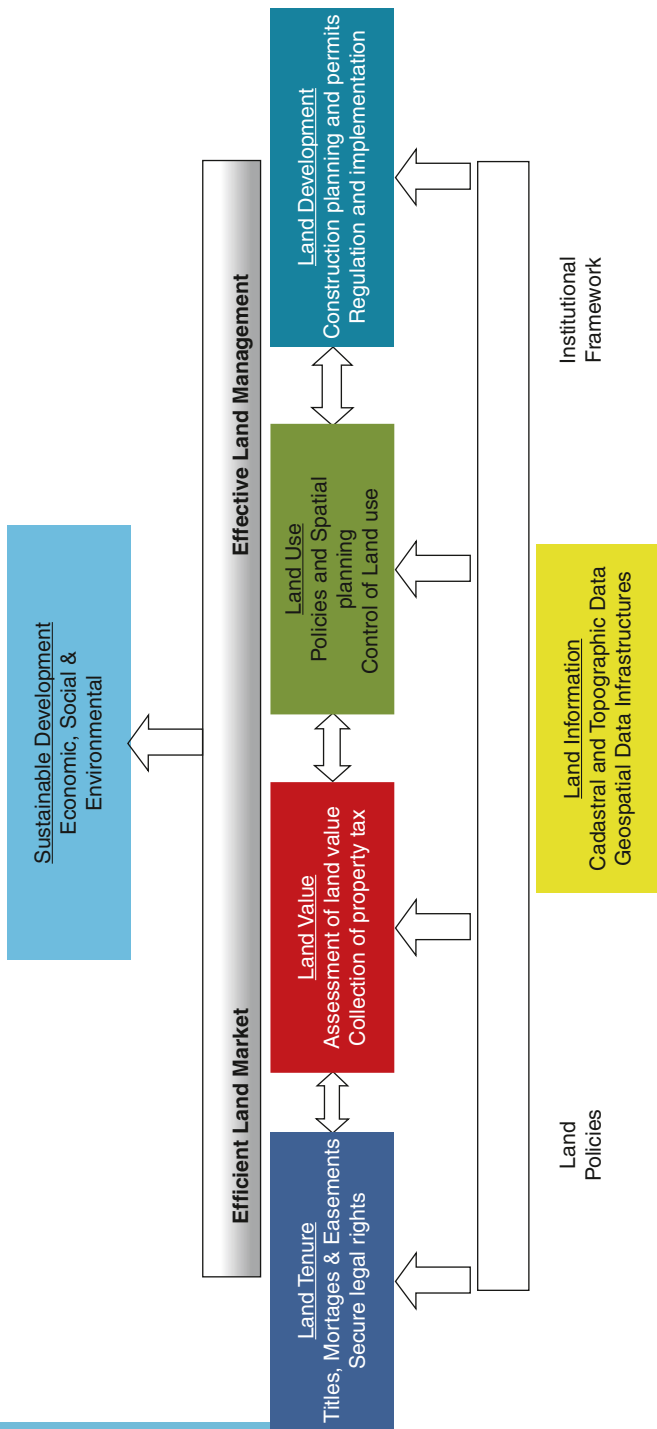 Sustainable Development
Economic, Social &
Environmental
Efficient Land Market
Effective Land Management
Land Tenure
Titles, Mortages & Easements
Secure legal rights
Land Value
Assessment of land value
Collection of property tax
Land Use
Policies and Spatial
planning
Control of Land use
Land Development
Construction planning and permits
Regulation and implementation
Land
Policies
Land Information
Cadastral and Topographic Data
Geospatial Data Infrastructures
Institutional
Framework